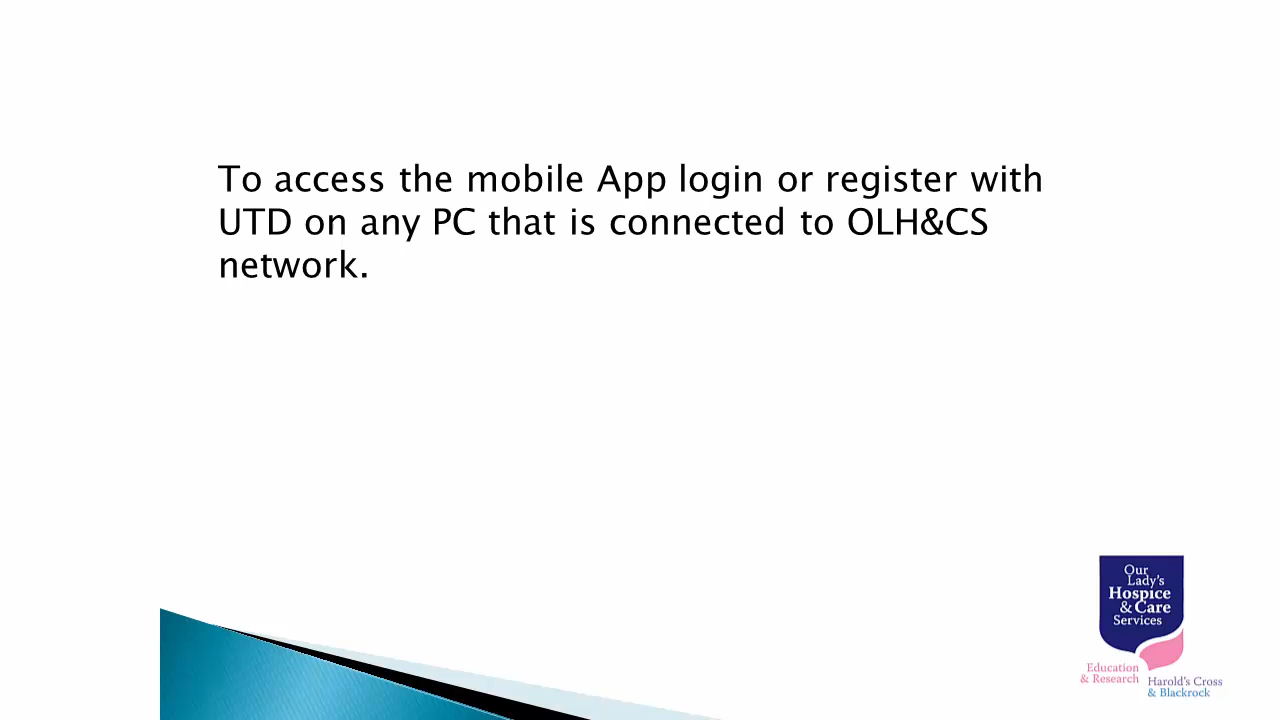 To access the mobile App login or register with
UTD on any PC that is connected to OLH&CS
network.
Our
Lady's
Hospice
& Care
Services
Education
& Research
Harold's Cross
& Blackrock